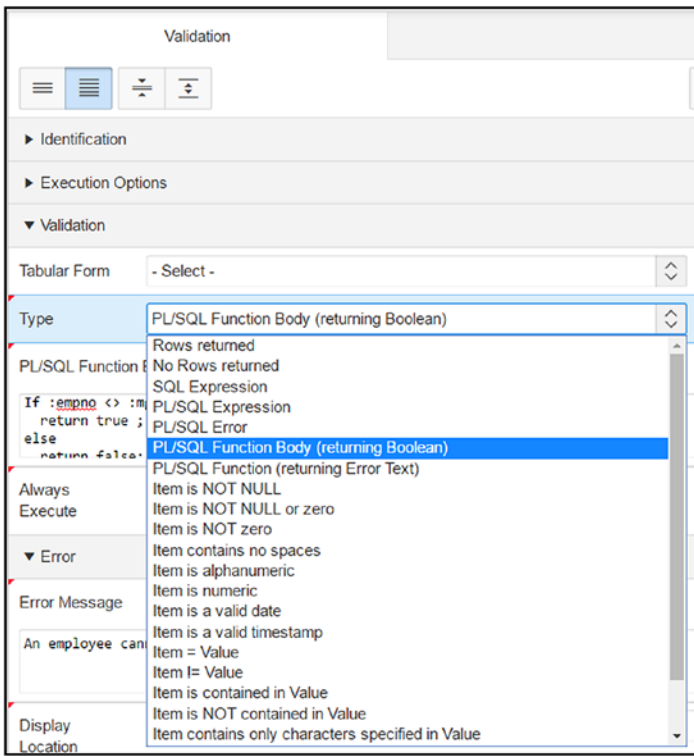 Validation
Identification
Execution Options
Validation
Tabular Form - Select -
Type PL/SQL Function Body (returning Boolean)
Rows returned
PL/SQL Function
No Rows returned
SQL Expression
If :empno <>
PL/SQL Expression
return true ;
PL/SQL Error
else
PL/SQL Function Body (returning Boolean)
return false;
PL/SQL Function (returning Error Text)
Always
Execute
Item is NOT NULL
Item is NOT NULL or zero
Item is NOT zero
Error
Item contains no spaces
Item is alphanumeric
Item is numeric
Error Message
Item is a valid date
Item is a valid timestamp
An employee
Item = Value
Item != Value
Item is contained in Value
Display
Location
Item is NOT contained in Value
Item contains only characters specified in Value